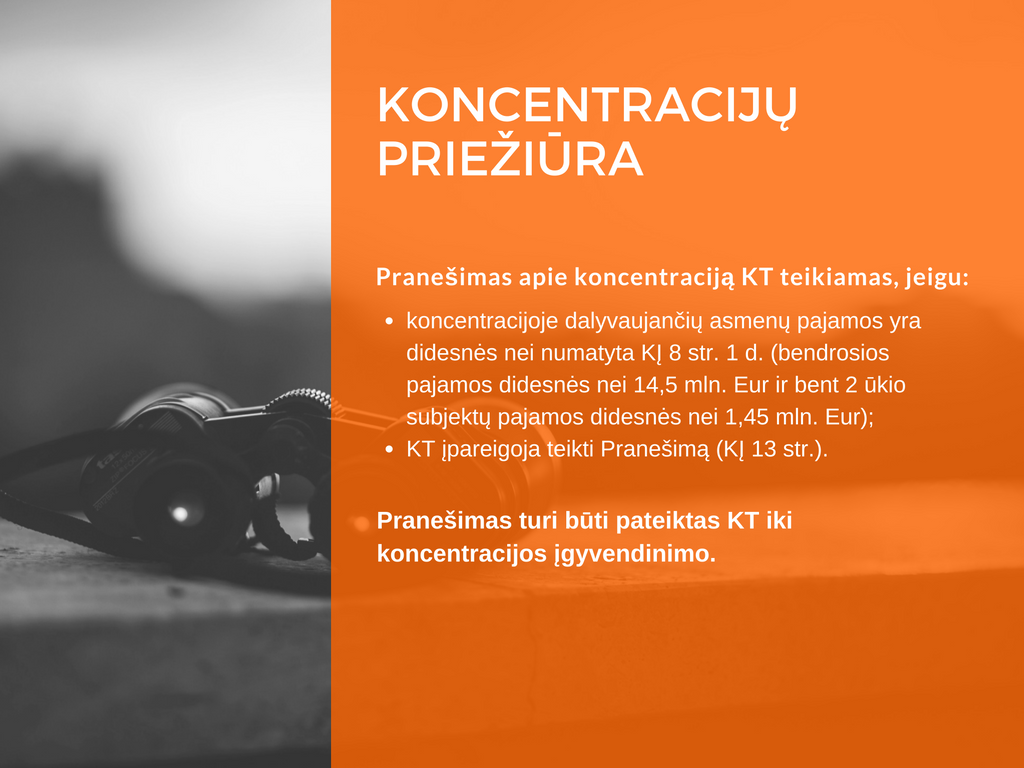 KONCENTRACIJŲ
PRIEŽIŪRA
Pranešimas apie koncentraciją KT teikiamas, jeigu:
• koncentracijoje dalyvaujančių asmenų pajamos yra
didesnės nei numatyta KĮ 8 str. 1 d. (bendrosios
pajamos didesnės nei 14,5 mln. Eur ir bent 2 ūkio
subjektų pajamos didesnės nei 1,45 mln. Eur);
• KT įpareigoja teikti Pranešimą (KĮ 13 str.).
Pranešimas turi būti pateiktas KT iki
koncentracijos įgyvendinimo.